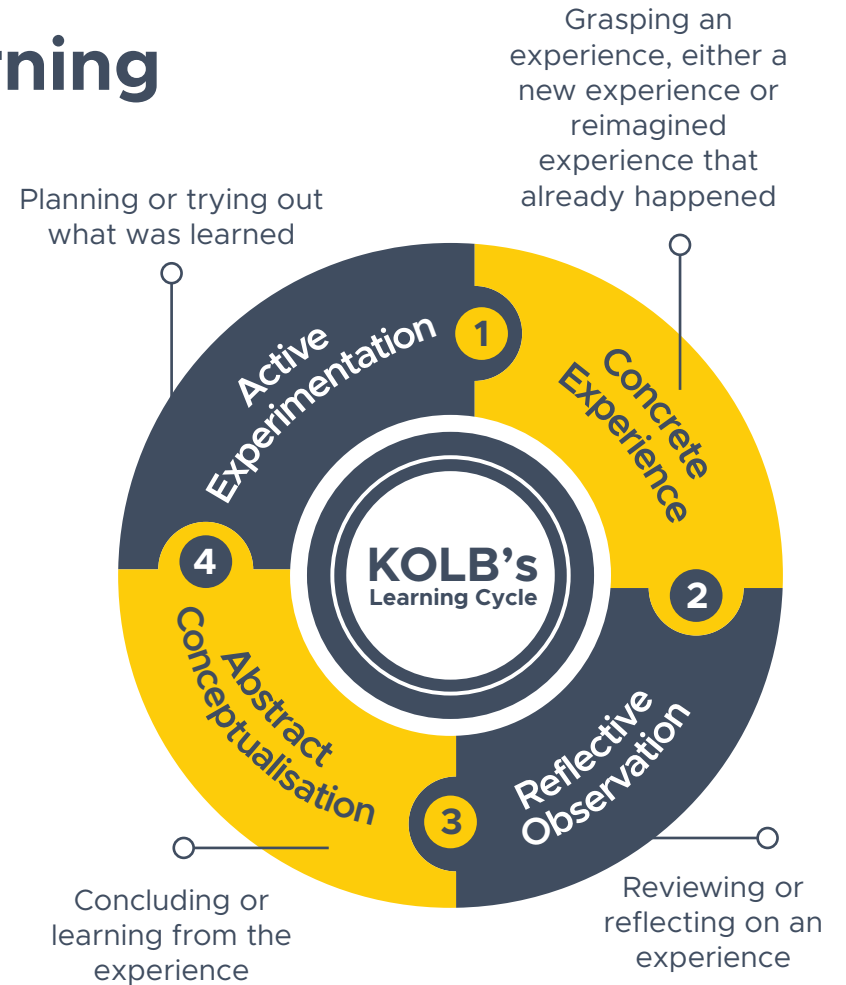 rning
Grasping an
experience, either a
new experience or
reimagined
experience that
already happened
Planning or trying out
what was learned
Active
Experimentation
1
Concrete
Experience
4
KOLB's
Learning Cycle
2
Abstract
Conceptualisation
Reflective
Observation
3
Concluding or
learning from the
experience
Reviewing or
reflecting on an
experience